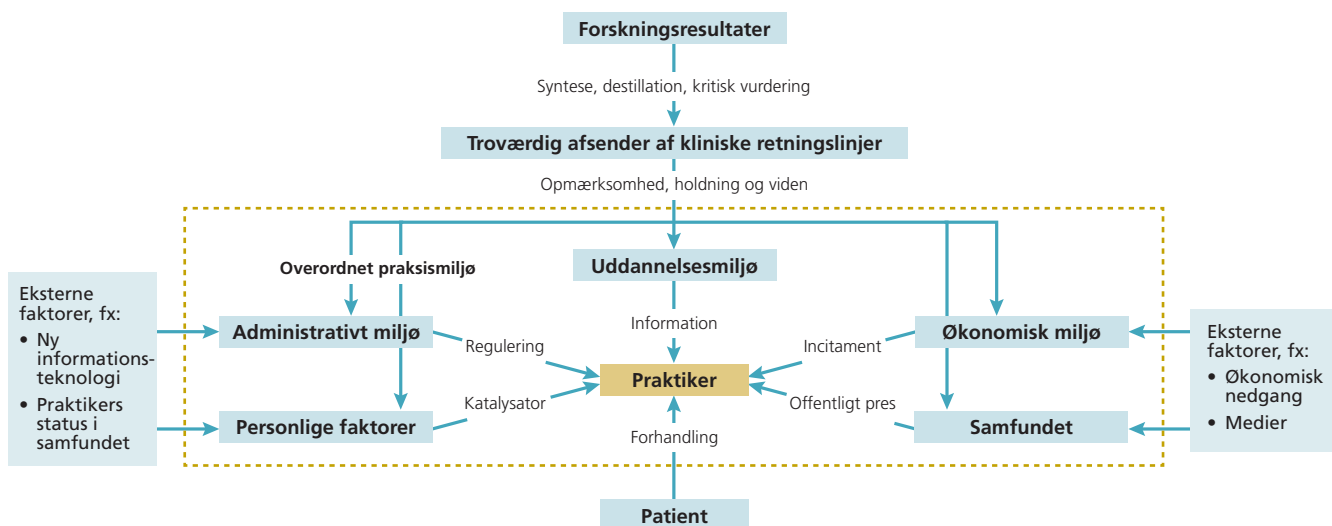 Forskningsresultater
Syntese, destillation, kritisk vurdering
Troværdig afsender af kliniske retningslinjer
Opmærksomhed, holdning og viden
Overordnet praksismiljø
Uddannelsesmiljø
Eksterne
faktorer, fx:
• Ny
informations-
teknologi
• Praktikers
status i
samfundet
Administrativt miljø
Regulering
Information
Incitament
Økonomisk miljø
Praktiker
Personlige faktorer
Katalysator
Forhandling
Offentligt pres
Samfundet
Eksterne
faktorer, fx:
• Økonomisk
nedgang
• Medier
Patient